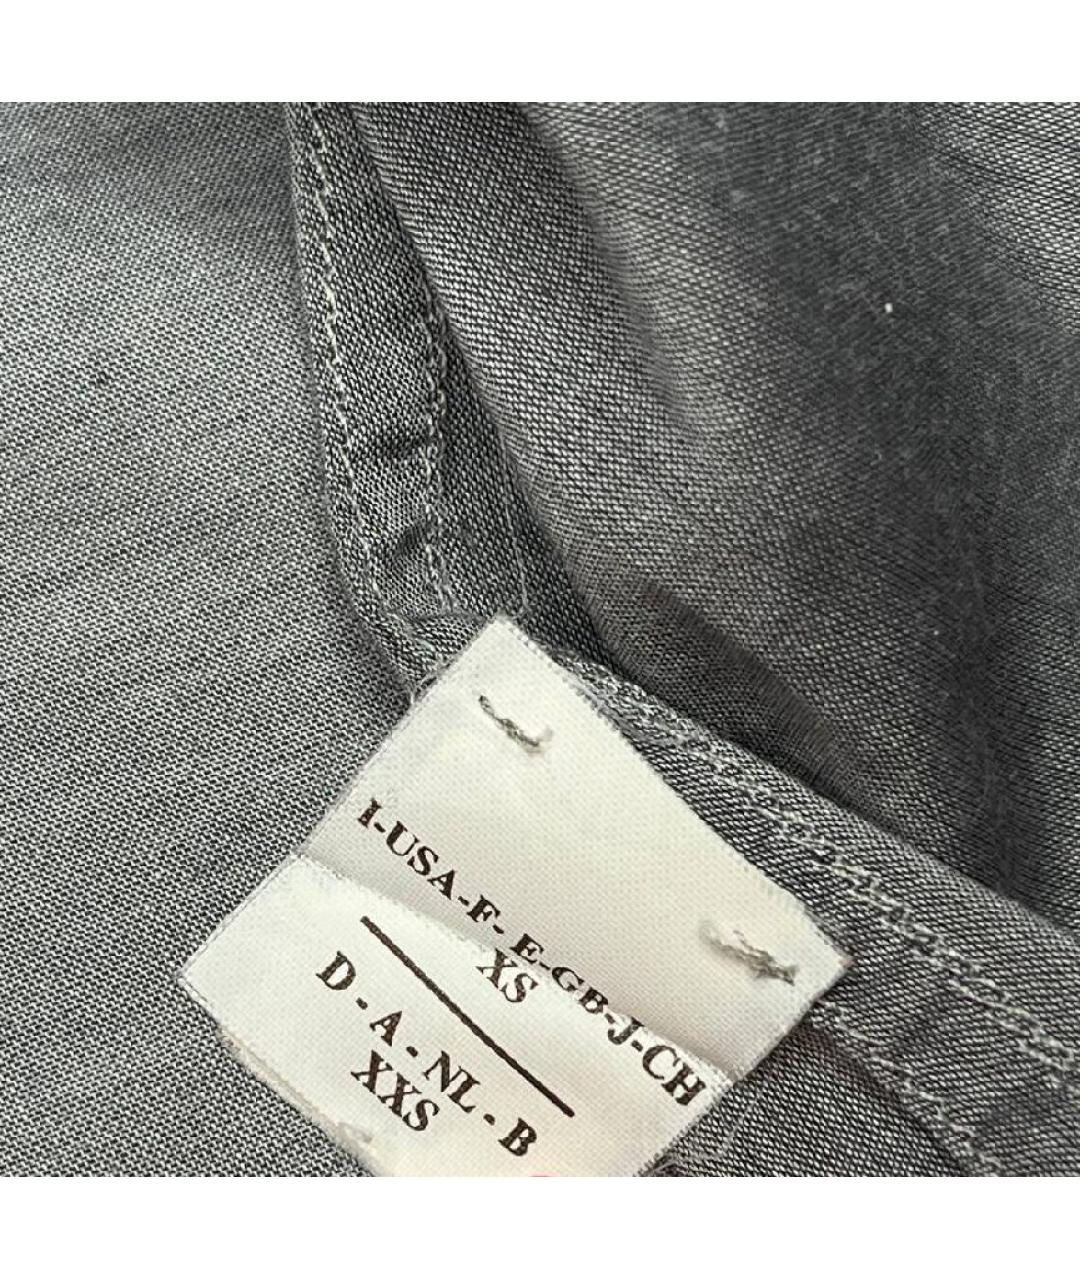 I-USA-F- E-GB-J-CH
XS
D - A - NL - B
XXS